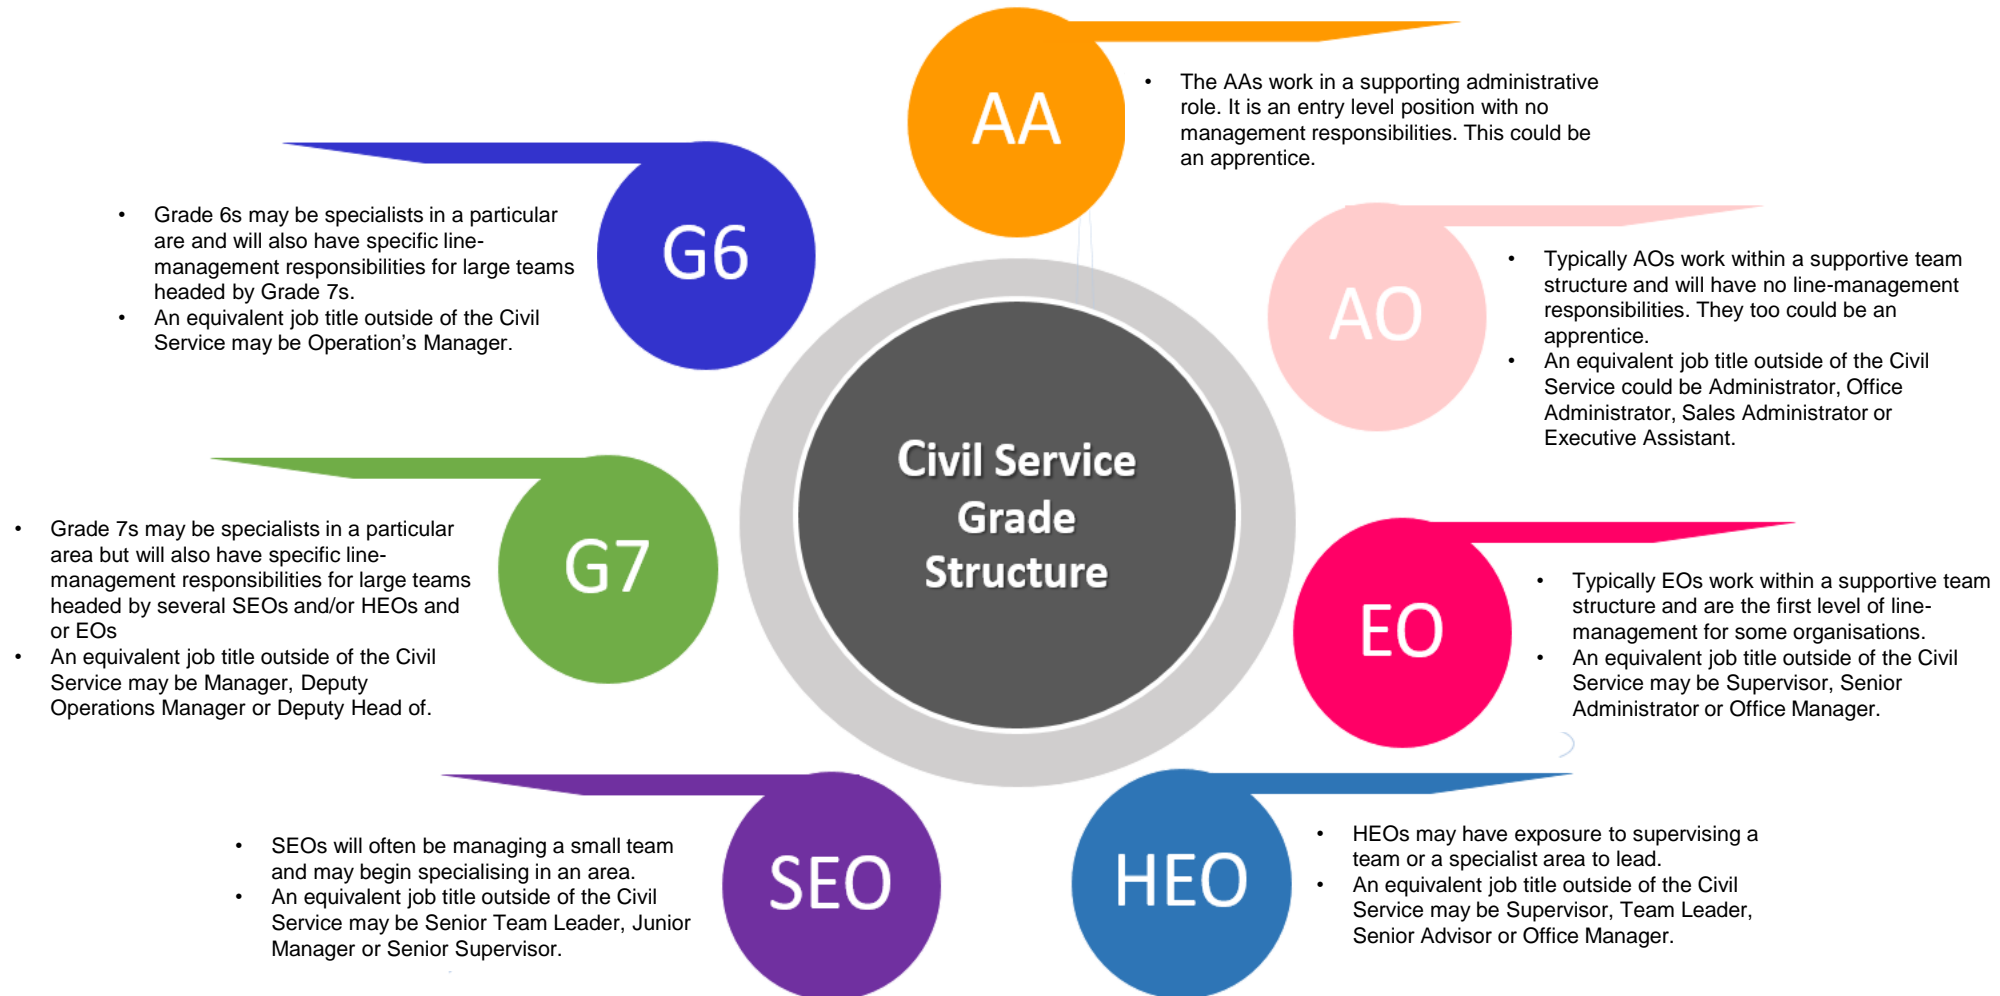 AA
• The AAs work in a supporting administrative
role. It is an entry level position with no
management responsibilities. This could be
an apprentice.
AO
• Typically AOs work within a supportive team
structure and will have no line-management
responsibilities. They too could be an
apprentice.
• An equivalent job title outside of the Civil
Service could be Administrator, Office
Administrator, Sales Administrator or
Executive Assistant.
EO
• Typically EOs work within a supportive team
structure and are the first level of line-
management for some organisations.
• An equivalent job title outside of the Civil
Service may be Supervisor, Senior
Administrator or Office Manager.
HEO
• HEOs may have exposure to supervising a
team or a specialist area to lead.
• An equivalent job title outside of the Civil
Service may be Supervisor, Team Leader,
Senior Advisor or Office Manager.
SEO
• SEOs will often be managing a small team
and may begin specialising in an area.
• An equivalent job title outside of the Civil
Service may be Senior Team Leader, Junior
Manager or Senior Supervisor.
G7
• Grade 7s may be specialists in a particular
area but will also have specific line-
management responsibilities for large teams
headed by several SEOs and/or HEOs and
or EOs
• An equivalent job title outside of the Civil
Service may be Manager, Deputy
Operations Manager or Deputy Head of.
G6
• Grade 6s may be specialists in a particular
are and will also have specific line-
management responsibilities for large teams
headed by Grade 7s.
• An equivalent job title outside of the Civil
Service may be Operation’s Manager.
Civil Service
Grade
Structure